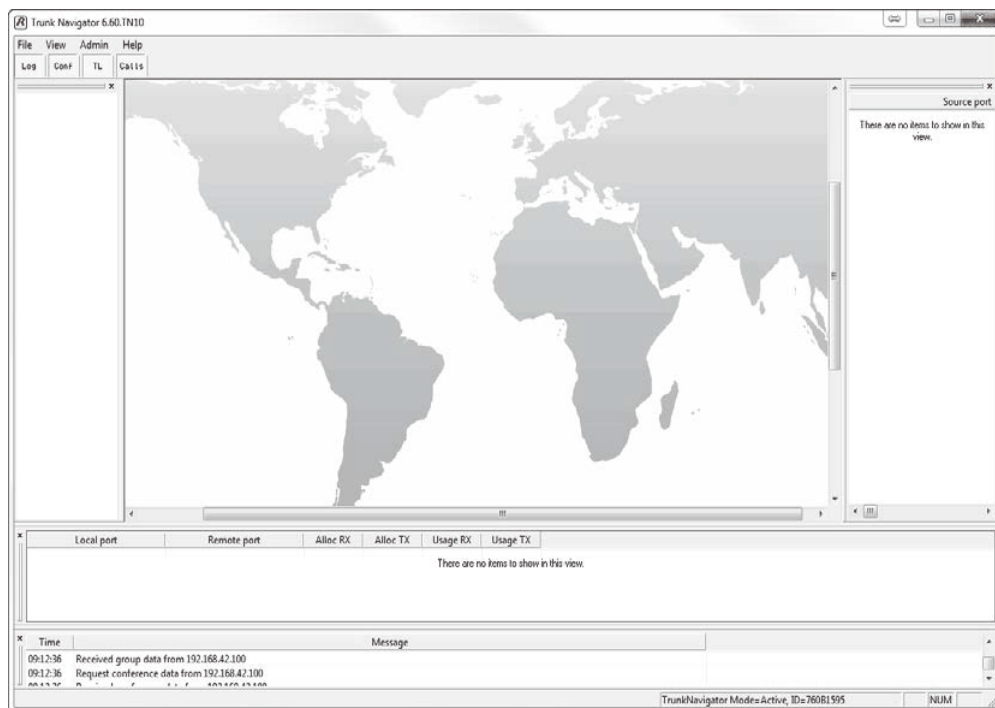 Trunk Navigator 6.60.TN10
File View Admin Help
Log Conf TL Calls
Source port
There are no items to show in this
view.
Local port Remote port Alloc RX Alloc TX Usage RX Usage TX
There are no items to show in this view.
Time Message
09:12:36 Received group data from 192.168.42.100
09:12:36 Request conference data from 192.168.42.100
TrunkNavigator Mode=Active, ID=760B1595 NUM